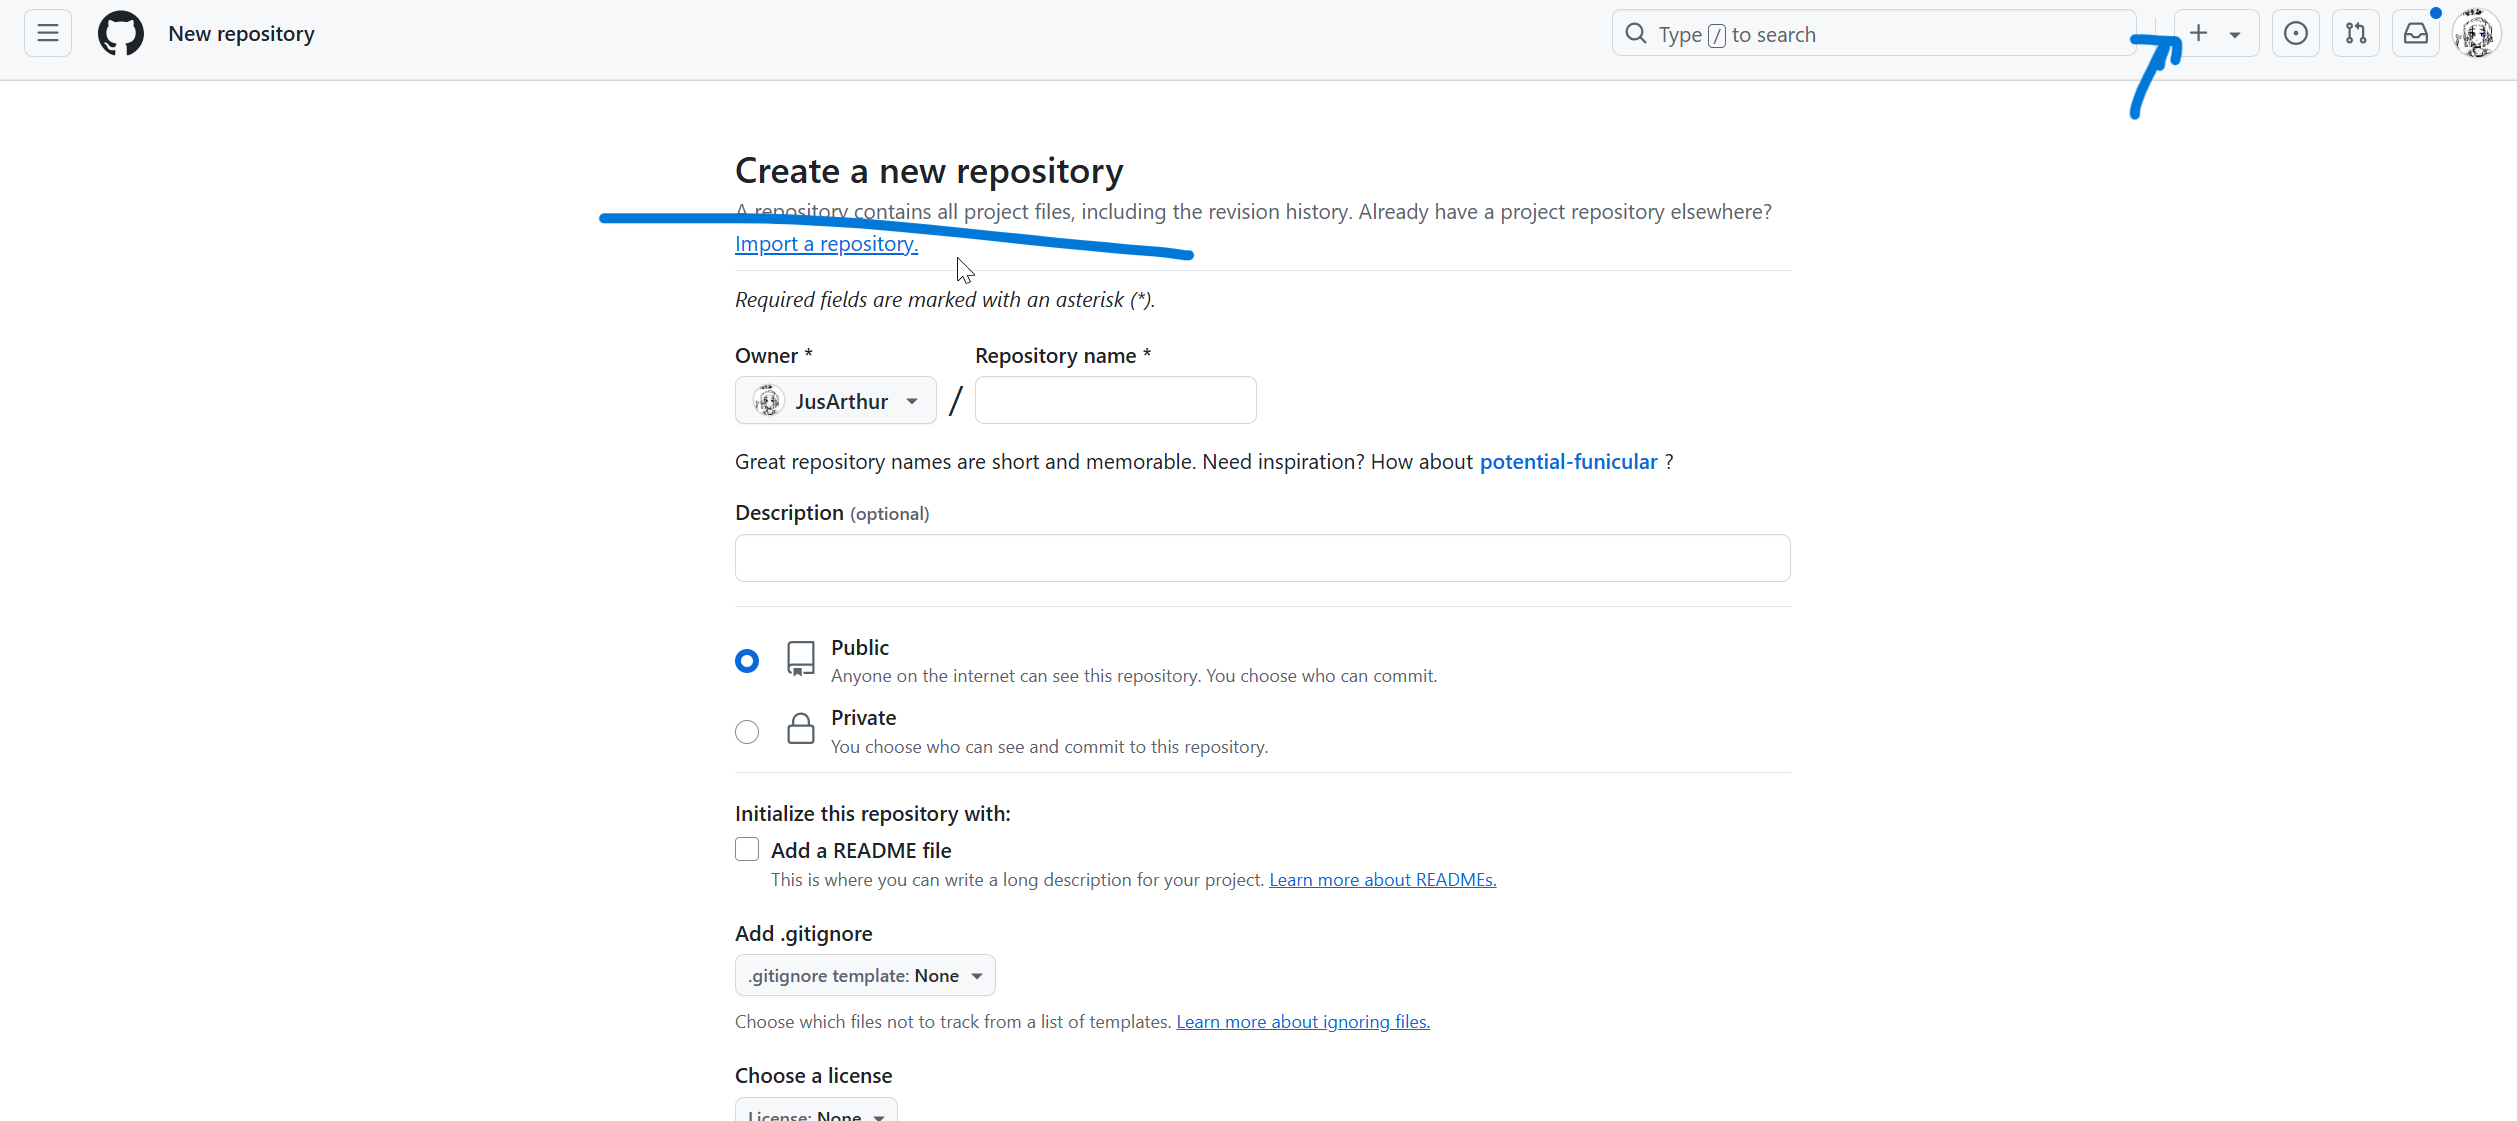 New repository
Type / to search
Create a new repository
A repository contains all project files, including the revision history. Already have a project repository elsewhere?
Import a repository.
Required fields are marked with an asterisk (*).
Owner * Repository name *
JusArthur /
Great repository names are short and memorable. Need inspiration? How about potential-funicular ?
Description (optional)
Public
Anyone on the internet can see this repository. You choose who can commit.
Private
You choose who can see and commit to this repository.
Initialize this repository with:
Add a README file
This is where you can write a long description for your project. Learn more about READMEs.
Add .gitignore
.gitignore template: None
Choose which files not to track from a list of templates. Learn more about ignoring files.
Choose a license
License: None